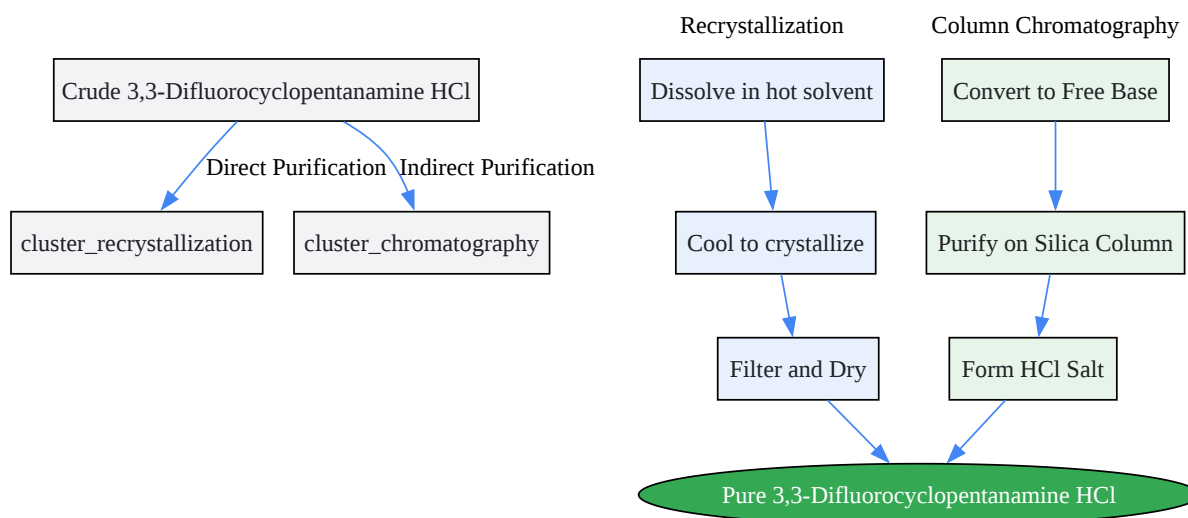 Recrystallization
Column Chromatography
Crude 3,3-Difluorocyclopentanamine HCl
Dissolve in hot solvent
Convert to Free Base
Direct Purification
Indirect Purification
cluster_recrystallization
cluster_chromatography
Cool to crystallize
Purify on Silica Column
Filter and Dry
Form HCl Salt
Pure 3,3-Difluorocyclopentanamine HCl